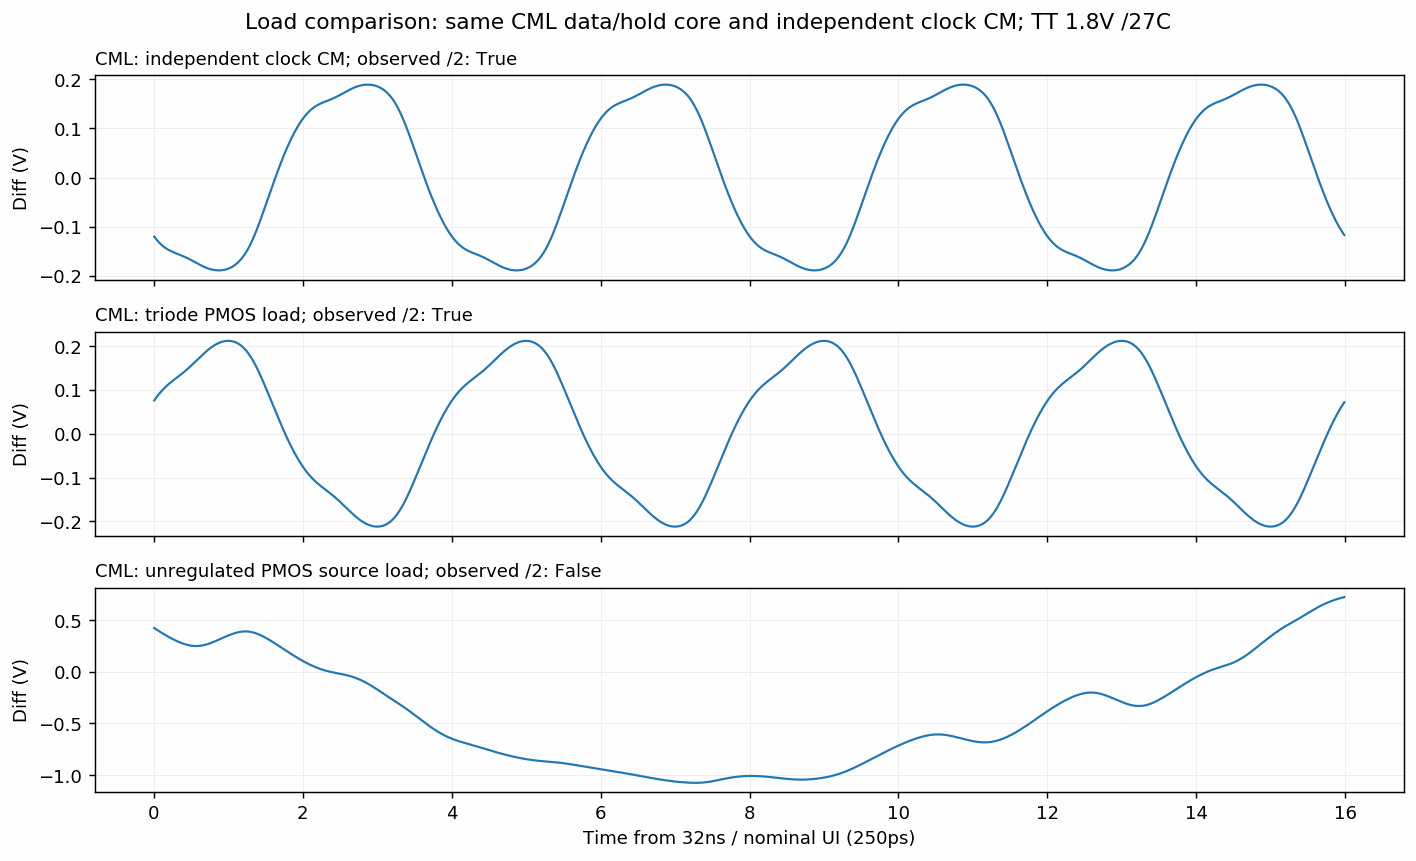 Load comparison: same CML data/hold core and independent clock CM; TT 1.8V /27C
CML: independent clock CM; observed /2: True
0.2
0.1
0.0
−0.1
−0.2
Diff (V)
CML: triode PMOS load; observed /2: True
0.2
0.1
0.0
−0.1
−0.2
Diff (V)
CML: unregulated PMOS source load; observed /2: False
0.5
0.0
−0.5
−1.0
Diff (V)
0 2 4 6 8 10 12 14 16
Time from 32ns / nominal UI (250ps)